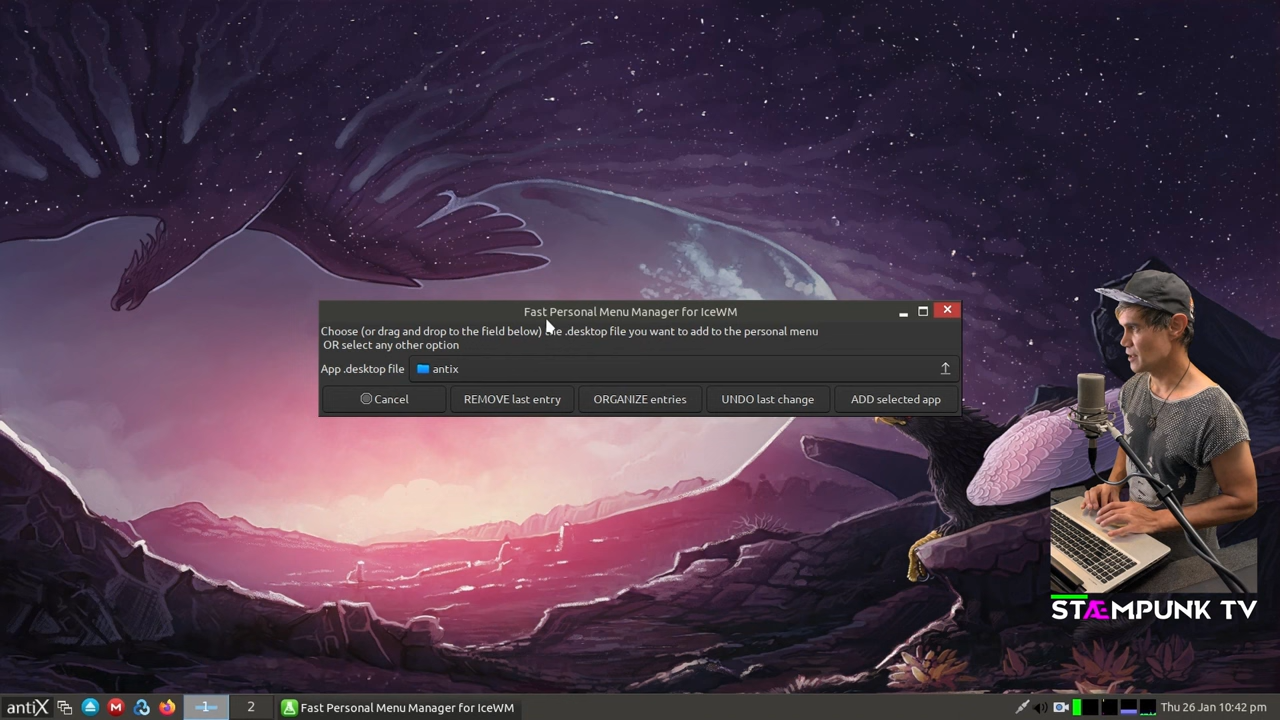 Fast Personal Menu Manager for IceWM
Choose (or drag and drop to the field below) the .desktop file you want to add to the personal menu
OR select any other option
App .desktop file antix
Cancel REMOVE last entry ORGANIZE entries UNDO last change ADD selected app
STÆMPUNK TV
antiX 1 2 Fast Personal Menu Manager for IceWM Thu 26 Jan 10:42 pm